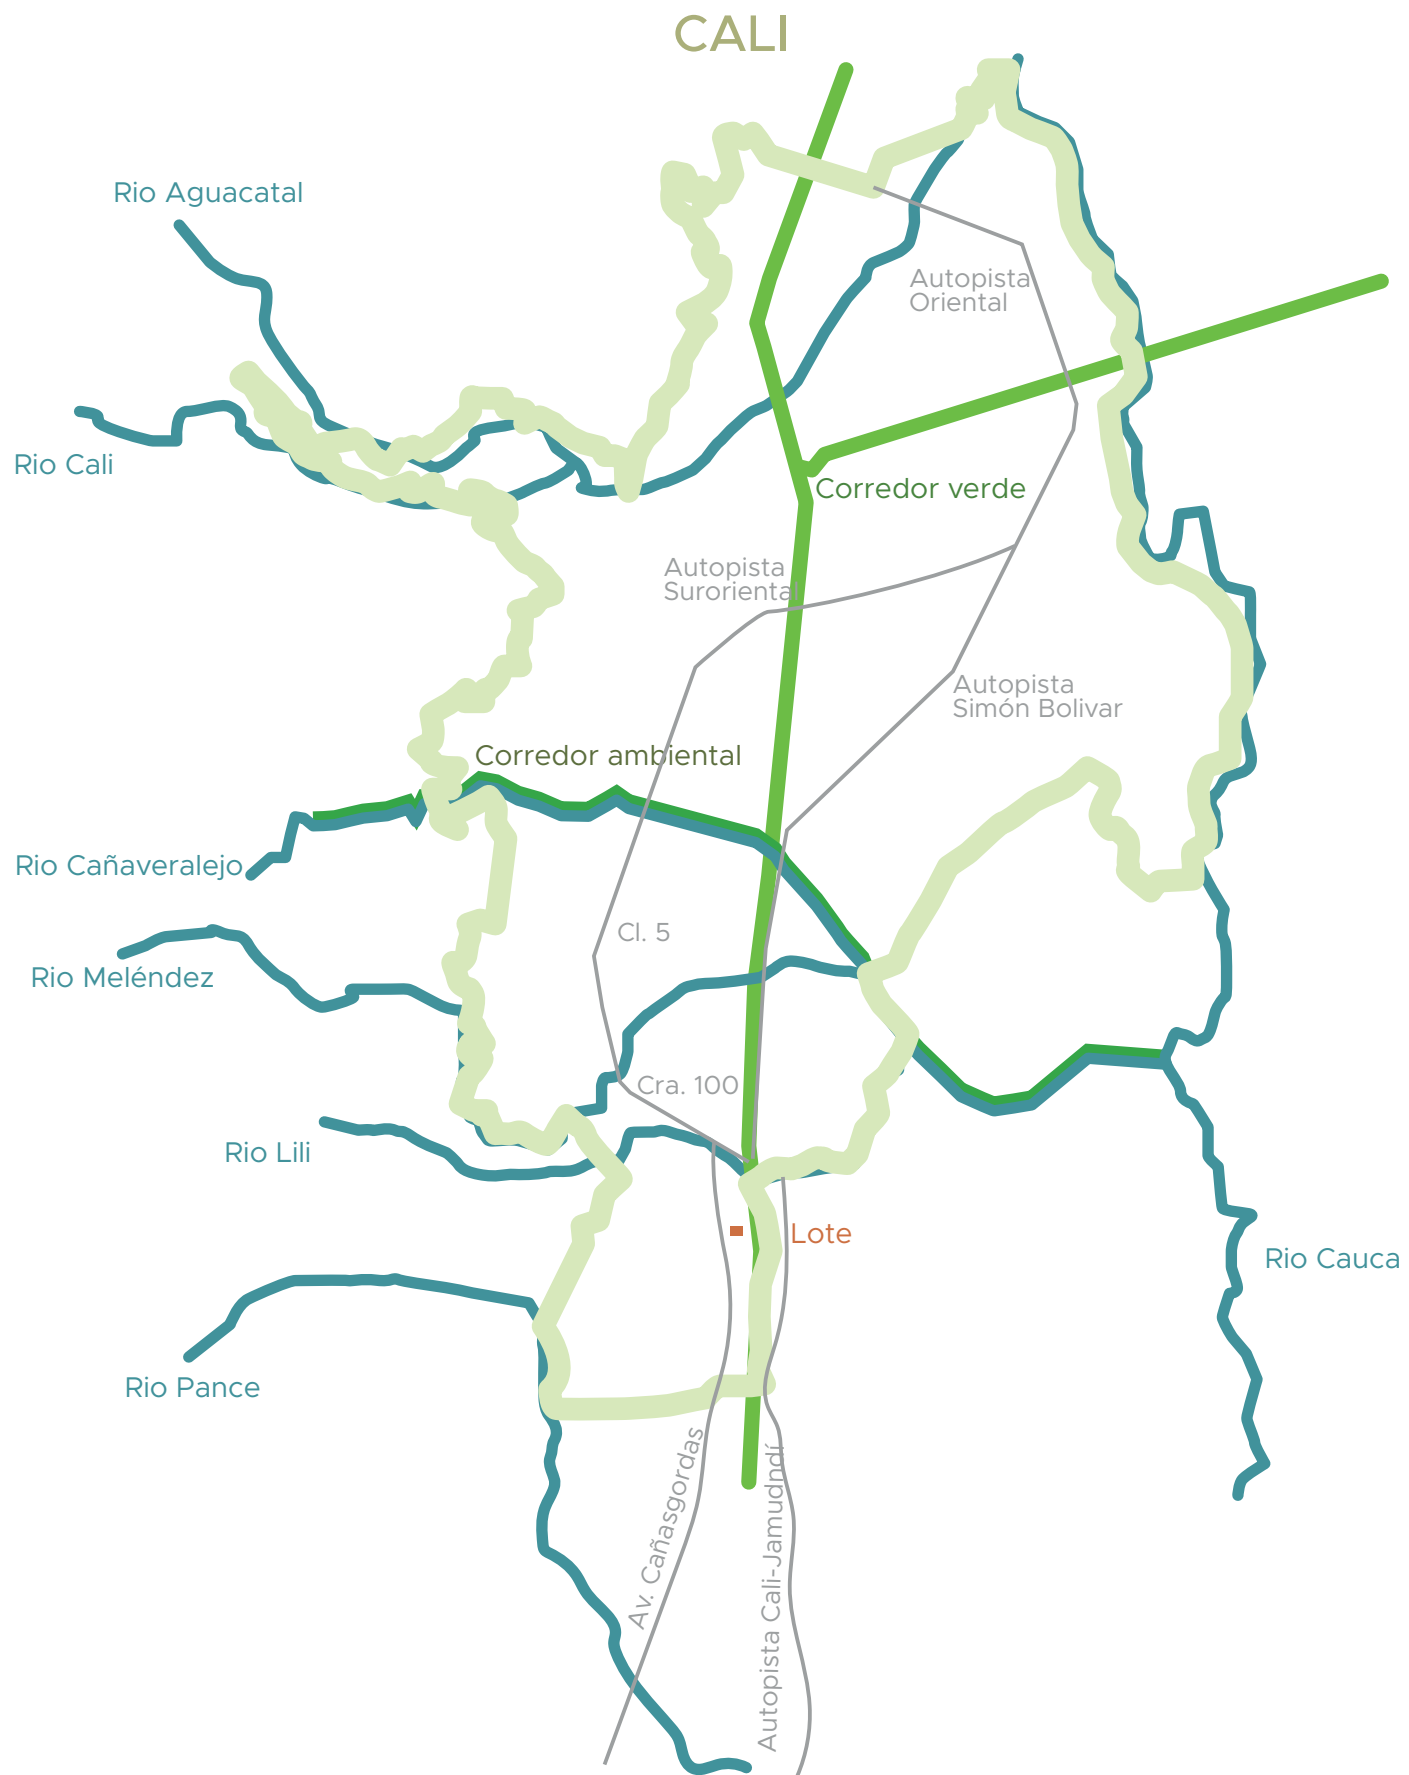 CALI
Rio Aguacatal
Autopista
Oriental
Rio Cali
Corredor verde
Autopista
Suroriental
Autopista
Simón Bolivar
Corredor ambiental
Rio Cañaveralejo
Cl. 5
Rio Meléndez
Cra. 100
Rio Lili
Lote
Rio Cauca
Rio Pance
Av. Cañasgordas
Autopista Cali-Jamudndí